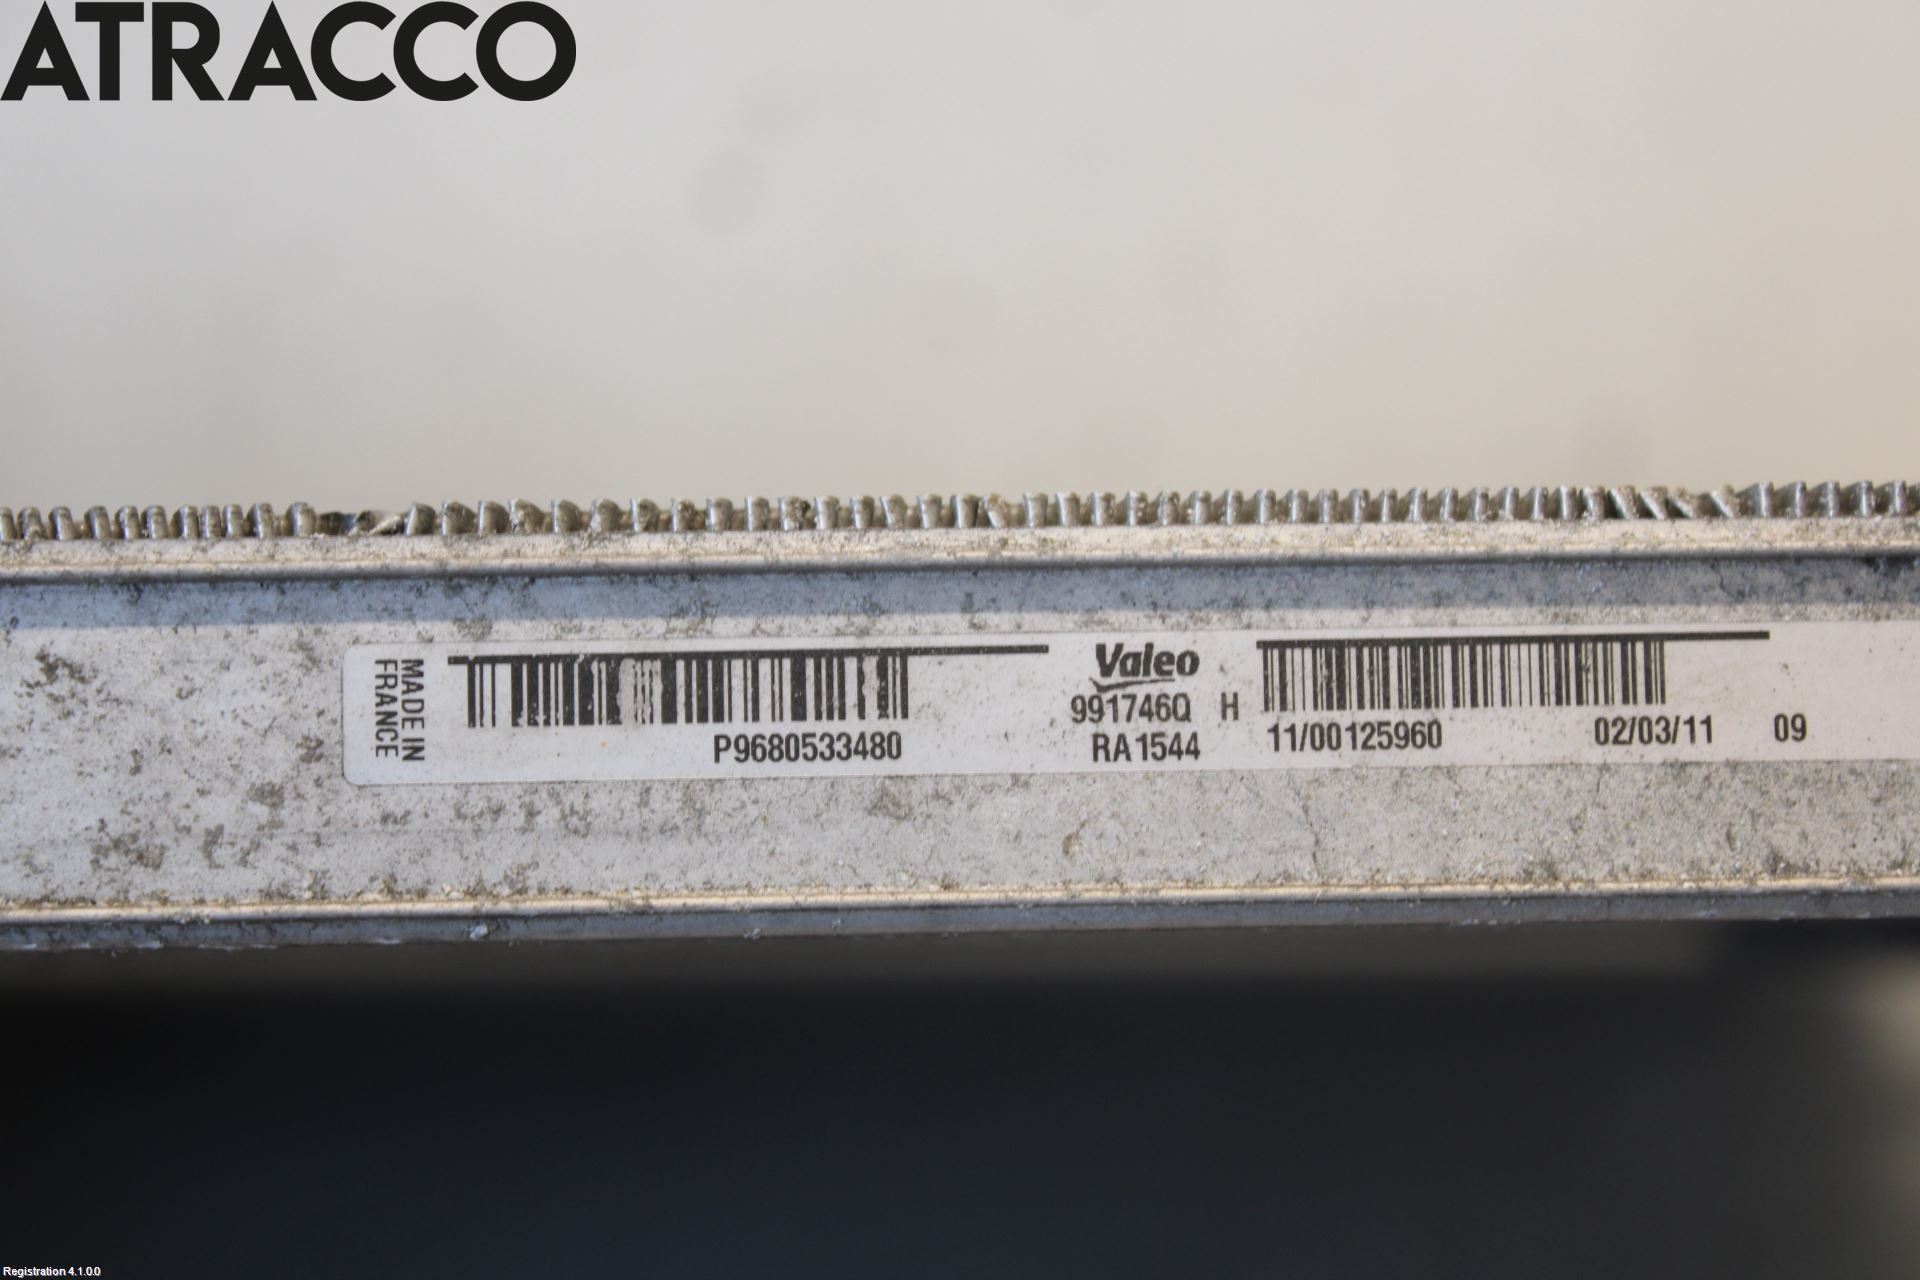 ATRACCO
MADE IN
FRANCE
P9680533480
Valeo
991746Q H
RA1544
11/00125960 02/03/11 09
Registration 4.1.0.0